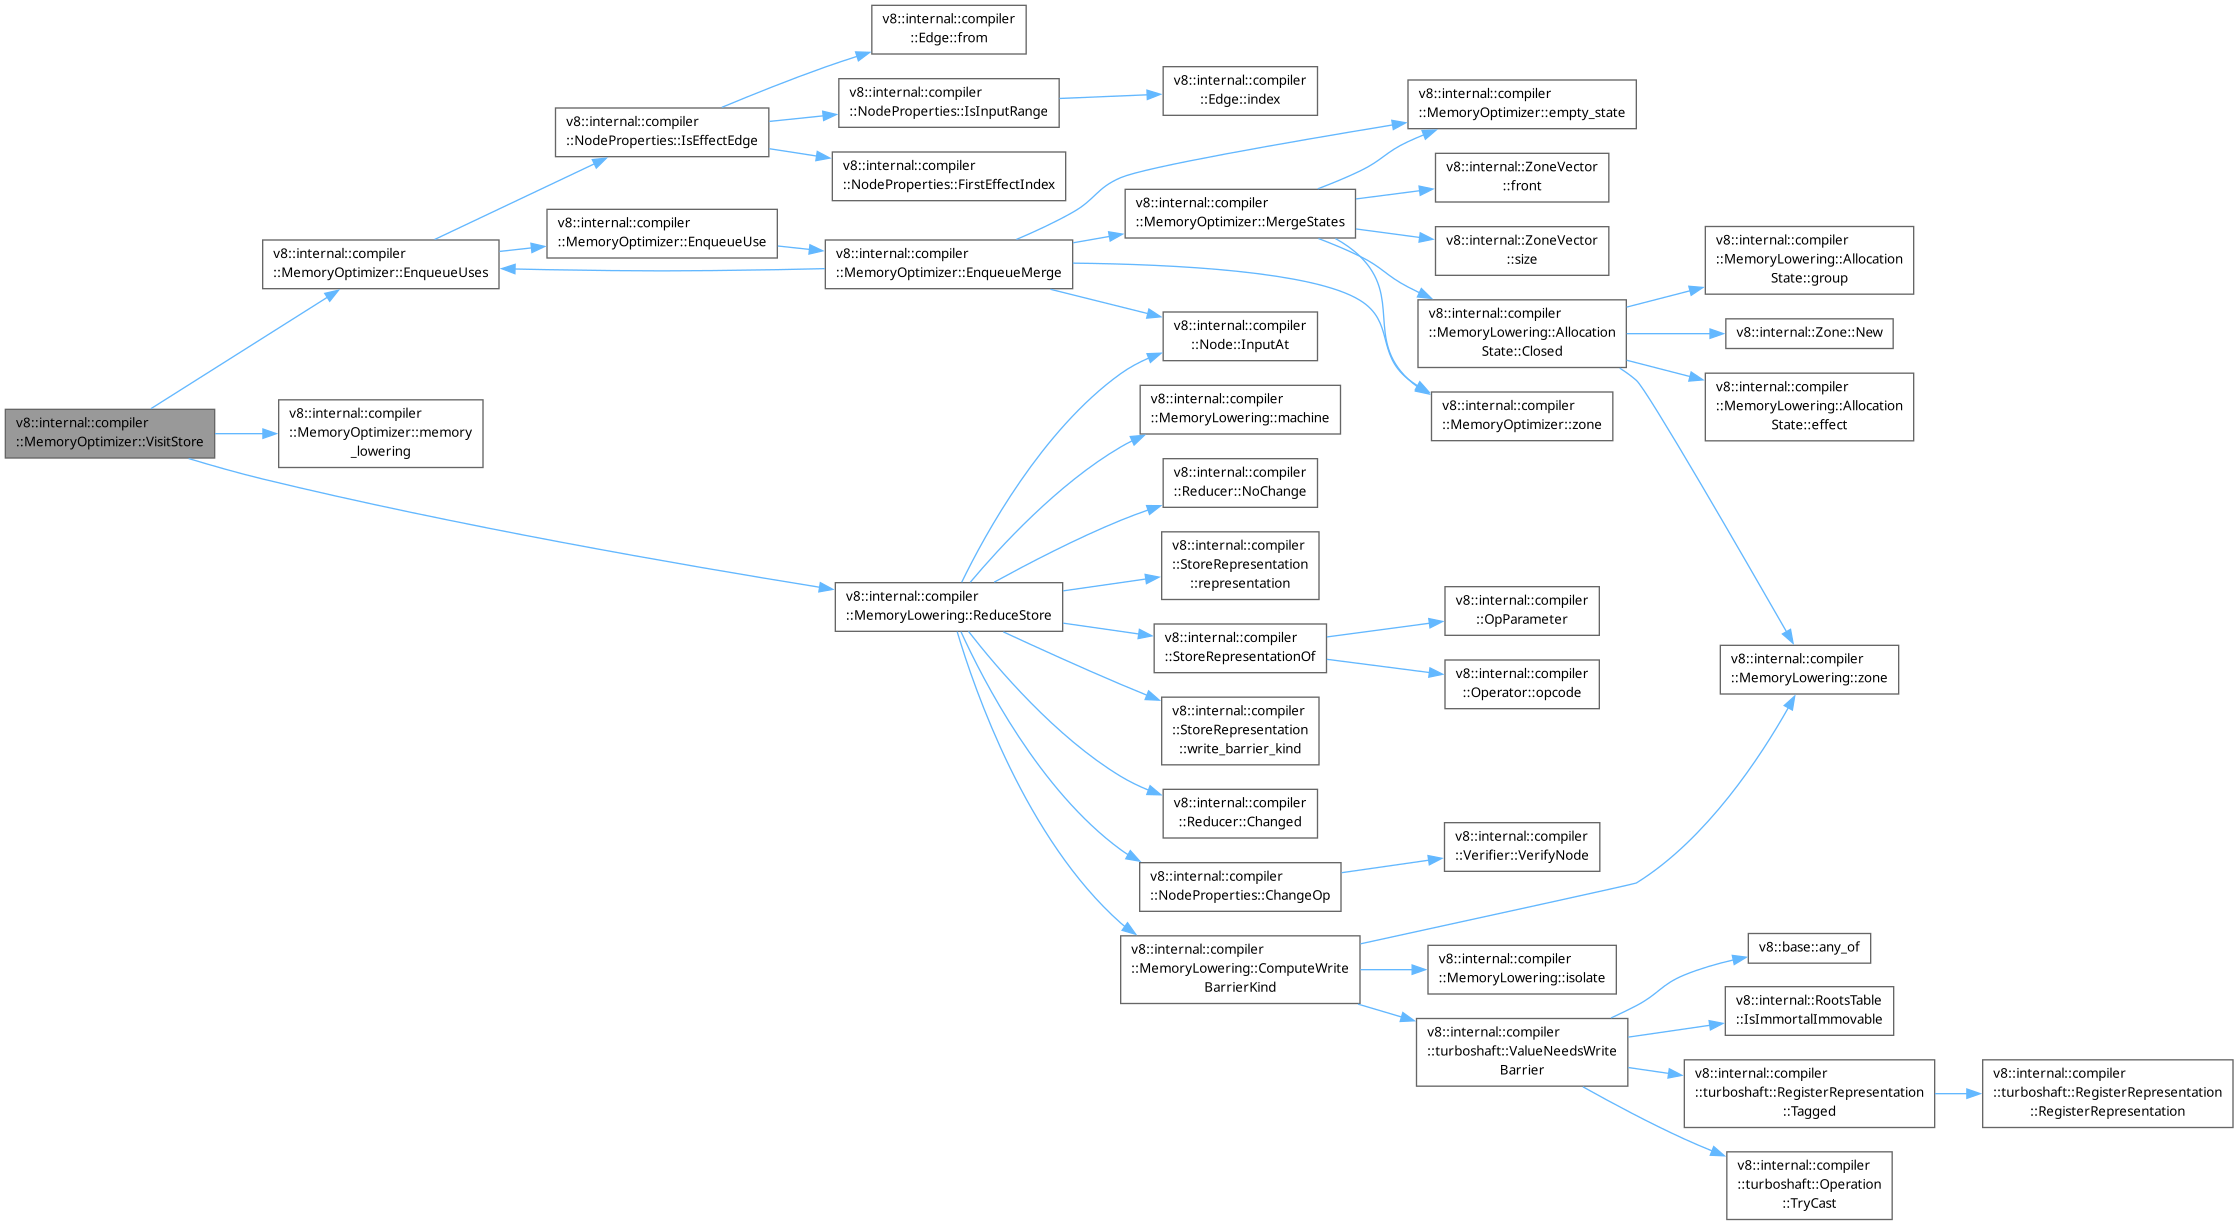 v8::internal::compiler
::MemoryOptimizer::VisitStore
v8::internal::compiler
::MemoryOptimizer::EnqueueUses
v8::internal::compiler
::MemoryOptimizer::memory
_lowering
v8::internal::compiler
::NodeProperties::IsEffectEdge
v8::internal::compiler
::MemoryOptimizer::EnqueueUse
v8::internal::compiler
::Edge::from
v8::internal::compiler
::NodeProperties::IsInputRange
v8::internal::compiler
::NodeProperties::FirstEffectIndex
v8::internal::compiler
::MemoryOptimizer::EnqueueMerge
v8::internal::compiler
::MemoryLowering::ReduceStore
v8::internal::compiler
::Edge::index
v8::internal::compiler
::MemoryOptimizer::MergeStates
v8::internal::compiler
::Node::InputAt
v8::internal::compiler
::MemoryLowering::machine
v8::internal::compiler
::Reducer::NoChange
v8::internal::compiler
::StoreRepresentation
::representation
v8::internal::compiler
::StoreRepresentationOf
v8::internal::compiler
::StoreRepresentation
::write_barrier_kind
v8::internal::compiler
::Reducer::Changed
v8::internal::compiler
::NodeProperties::ChangeOp
v8::internal::compiler
::MemoryLowering::ComputeWrite
BarrierKind
v8::internal::compiler
::MemoryOptimizer::empty_state
v8::internal::ZoneVector
::front
v8::internal::ZoneVector
::size
v8::internal::compiler
::MemoryLowering::Allocation
State::Closed
v8::internal::compiler
::MemoryOptimizer::zone
v8::internal::compiler
::OpParameter
v8::internal::compiler
::Operator::opcode
v8::internal::compiler
::Verifier::VerifyNode
v8::internal::compiler
::MemoryLowering::isolate
v8::internal::compiler
::turboshaft::ValueNeedsWrite
Barrier
v8::internal::compiler
::MemoryLowering::Allocation
State::group
v8::internal::Zone::New
v8::internal::compiler
::MemoryLowering::Allocation
State::effect
v8::internal::compiler
::MemoryLowering::zone
v8::base::any_of
v8::internal::RootsTable
::IsImmortalImmovable
v8::internal::compiler
::turboshaft::RegisterRepresentation
::Tagged
v8::internal::compiler
::turboshaft::Operation
::TryCast
v8::internal::compiler
::turboshaft::RegisterRepresentation
::RegisterRepresentation